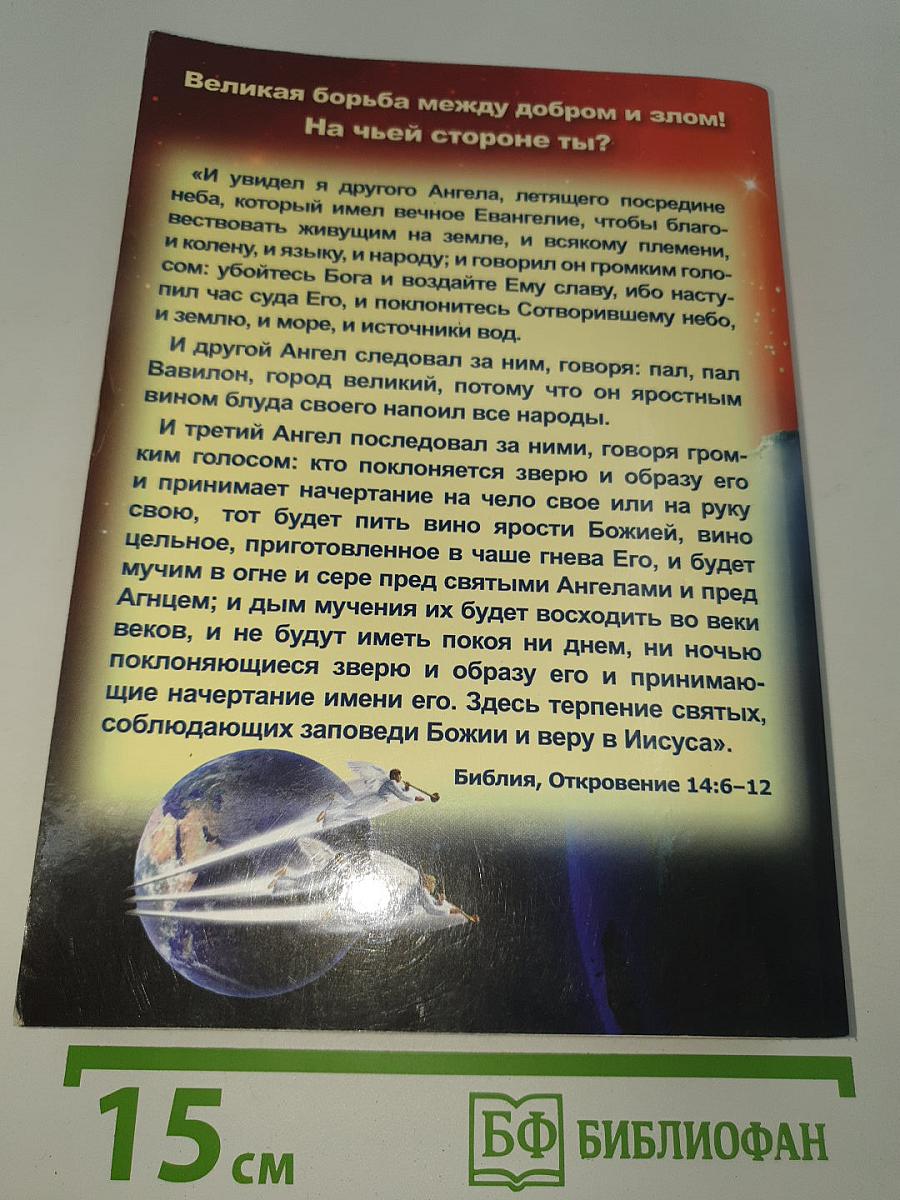 Великая борьба между добром и злом!
На чьей стороне ты?
«И увидел я другого Ангела, летящего посредине
неба, который имел вечное Евангелие, чтобы благо-
вествовать живущим на земле, и всякому племени,
и колену, и языку, и народу; и говорил он громким голо-
сом: убойтесь Бога и воздайте Ему славу, ибо насту-
пил час суда Его, и поклонитесь Сотворившему небо,
и землю, и море, и источники вод.
И другой Ангел следовал за ним, говоря: пал, пал
Вавилон, город великий, потому что он яростным
вином блуда своего напоил все народы.
И третий Ангел последовал за ними, говоря гром-
ким голосом: кто поклоняется зверю и образу его
и принимает начертание на чело свое или на руку
свою, тот будет пить вино ярости Божией, вино
цельное, приготовленное в чаше гнева Его, и будет
мучим в огне и сере пред святыми Ангелами и пред
Агнцем; и дым мучения их будет восходить во веки
веков, и не будут иметь покоя ни днем, ни ночью
поклоняющиеся зверю и образу его и принимаю-
щие начертание имени его. Здесь терпение святых,
соблюдающих заповеди Божии и веру в Иисуса».
Библия, Откровение 14:6–12
15 см
БФ БИБЛИОФАН